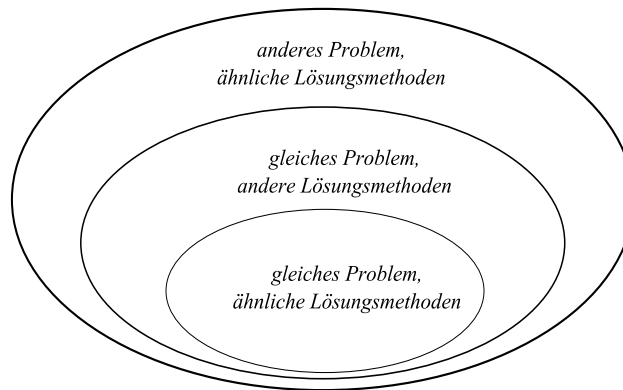 anderes Problem,
ähnliche Lösungsmethoden
gleiches Problem,
andere Lösungsmethoden
gleiches Problem,
ähnliche Lösungsmethoden